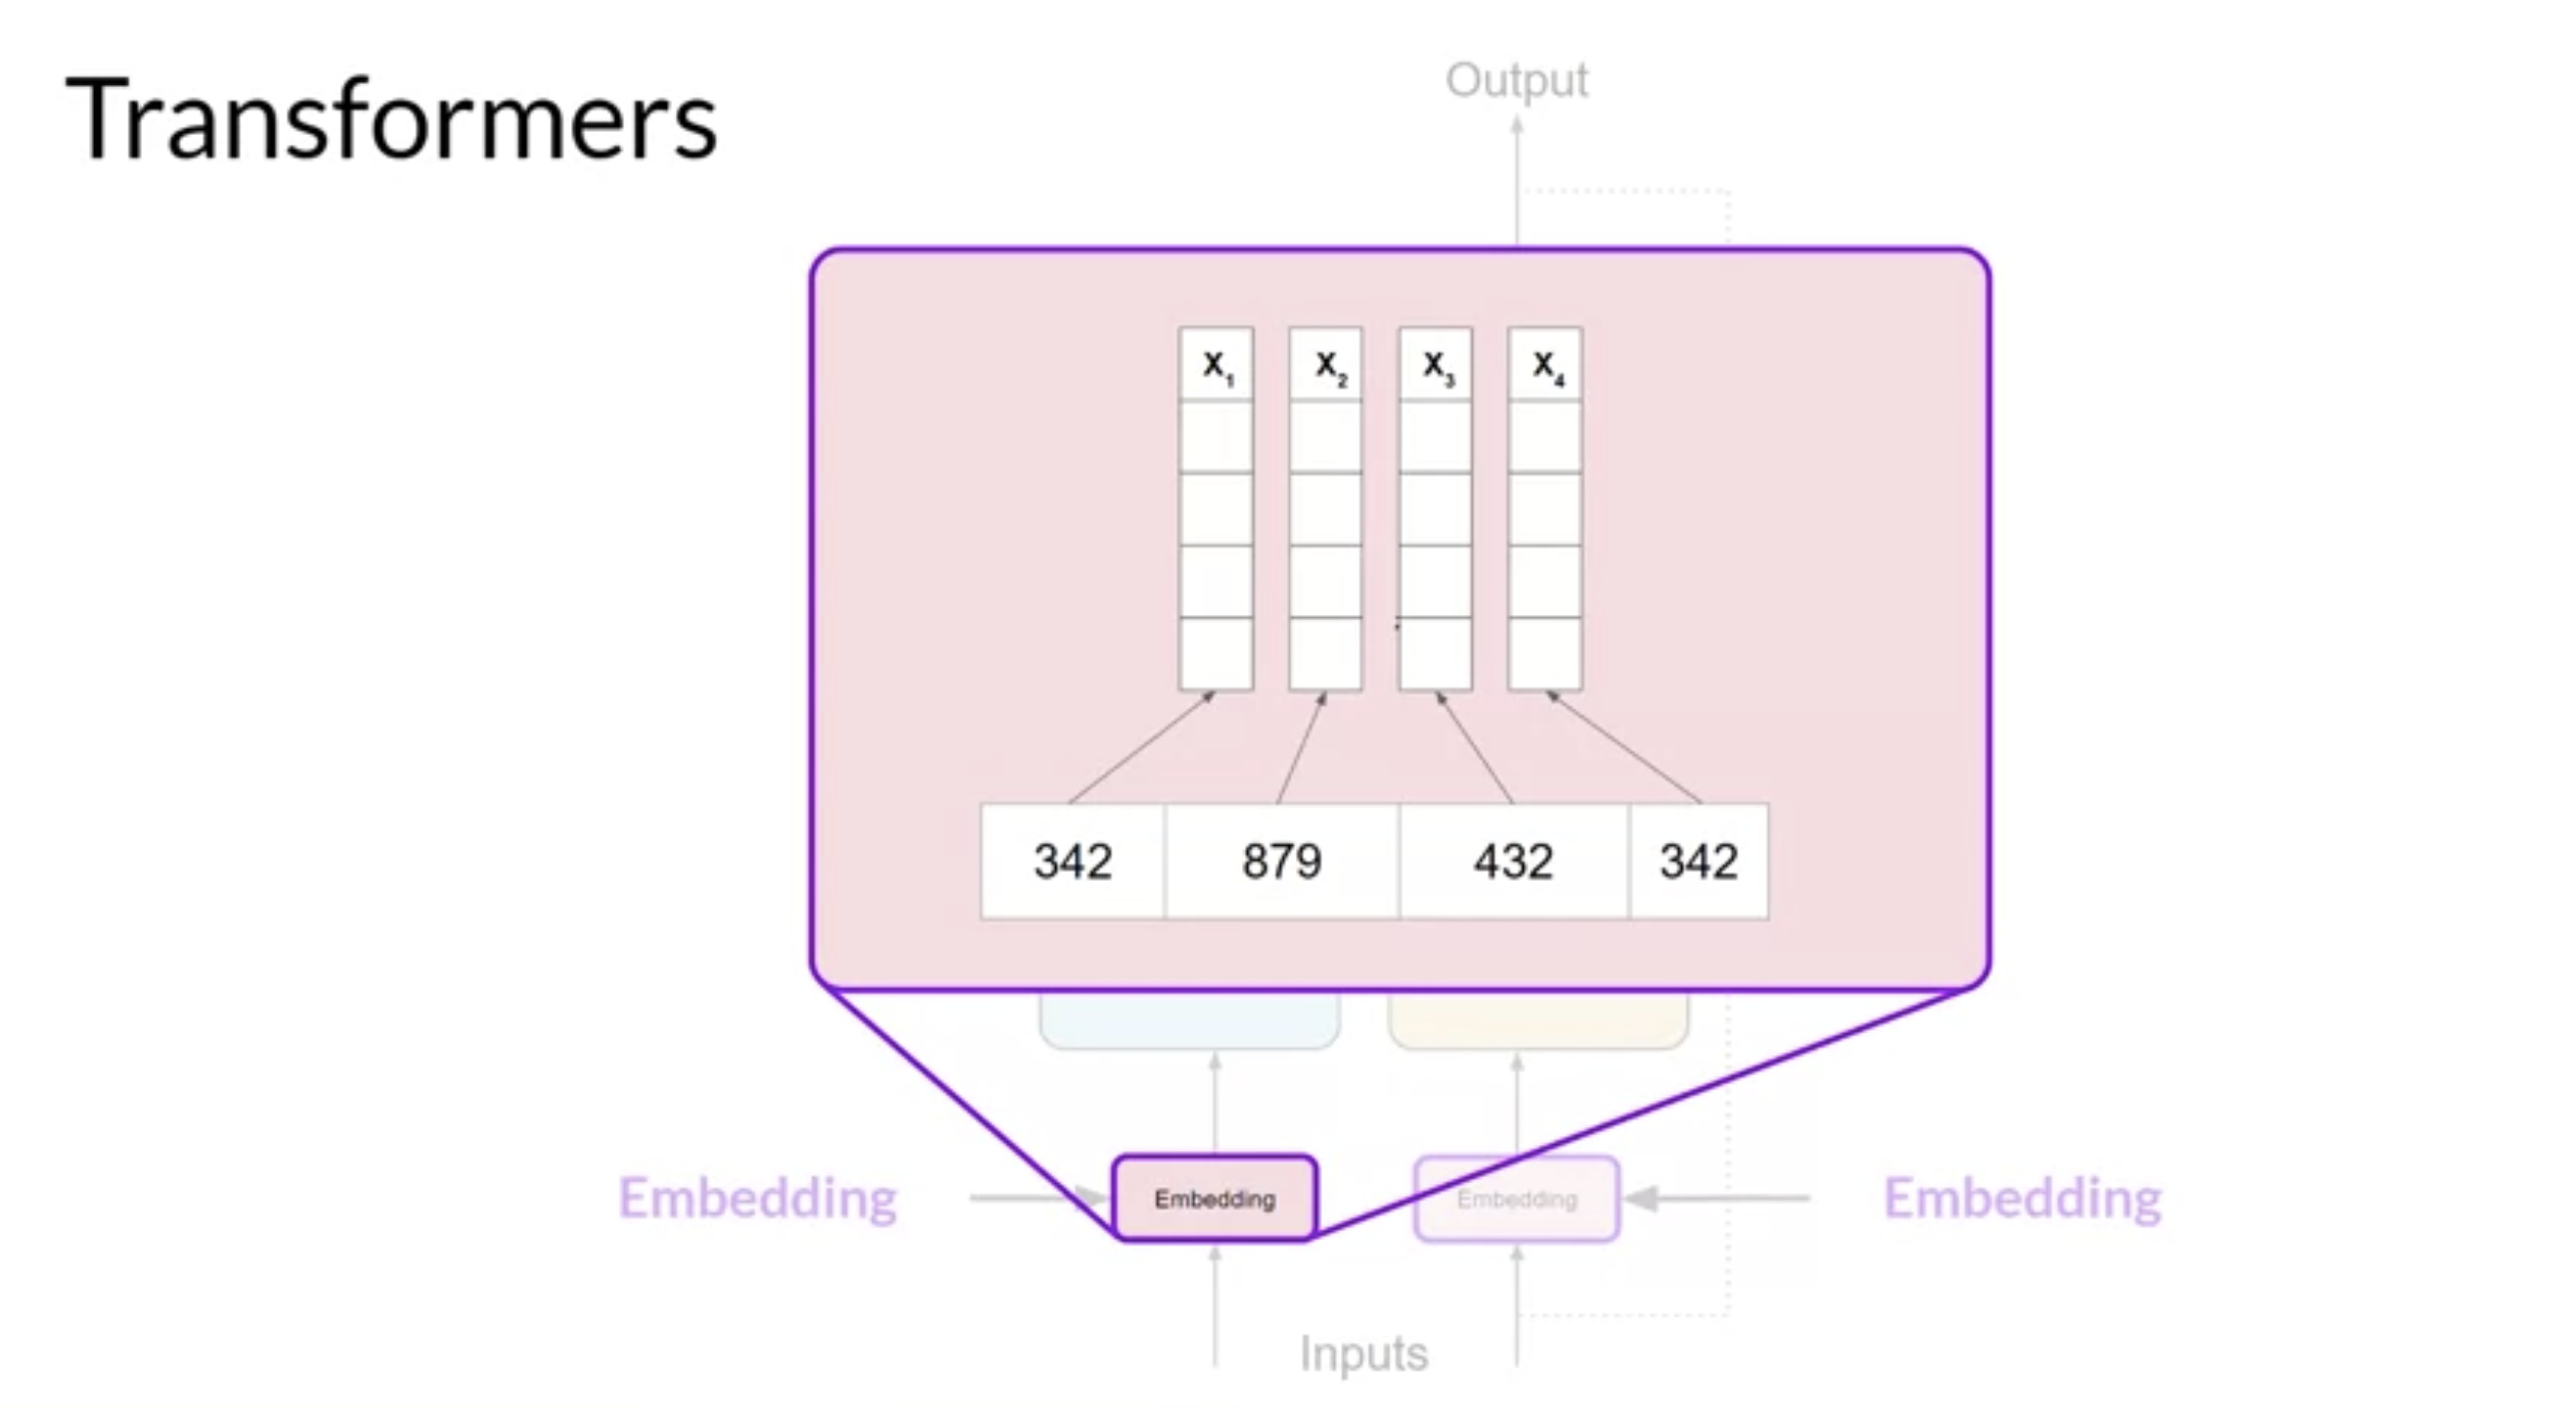 Transformers
Output
X1 X2 X3 X4
342 879 432 342
Embedding Embedding Embedding Embedding
Inputs